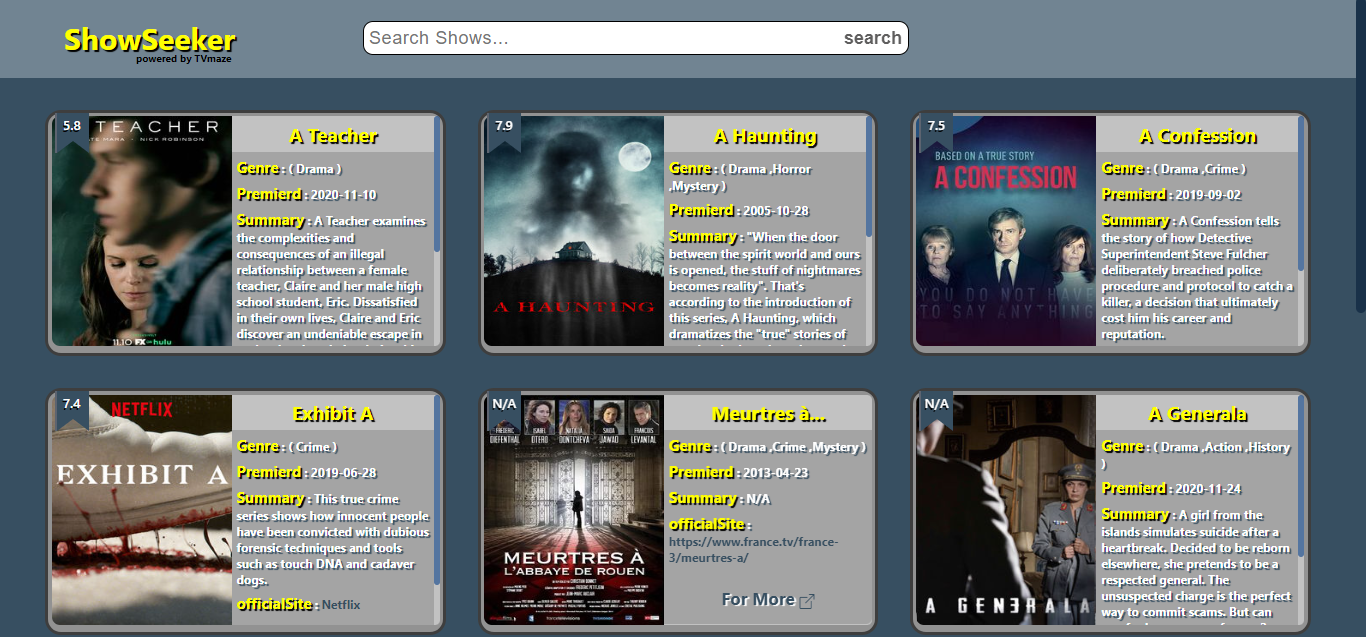 ShowSeeker
powered by TVmaze
Search Shows...
search
5.8
TEACHER
MARA • NICK ROBINSON
11.10 FX on hulu
A Teacher
Genre : ( Drama )
Premierd : 2020-11-10
Summary : A Teacher examines
the complexities and
consequences of an illegal
relationship between a female
teacher, Claire and her male high
school student, Eric. Dissatisfied
in their own lives, Claire and Eric
discover an undeniable escape in
7.9
A HAUNTING
A Haunting
Genre : ( Drama ,Horror
,Mystery )
Premierd : 2005-10-28
Summary : "When the door
between the spirit world and ours
is opened, the stuff of nightmares
becomes reality". That's
according to the introduction of
this series, A Haunting, which
dramatizes the "true" stories of
7.5
BASED ON A TRUE STORY
A CONFESSION
YOU DO NOT HAVE
TO SAY ANYTHING
A Confession
Genre : ( Drama ,Crime )
Premierd : 2019-09-02
Summary : A Confession tells
the story of how Detective
Superintendent Steve Fulcher
deliberately breached police
procedure and protocol to catch a
killer, a decision that ultimately
cost him his career and
reputation.
7.4
NETFLIX
EXHIBIT A
Exhibit A
Genre : ( Crime )
Premierd : 2019-06-28
Summary : This true crime
series shows how innocent people
have been convicted with dubious
forensic techniques and tools
such as touch DNA and cadaver
dogs.
officialSite : Netflix
N/A
FREDERIC
DIEFENTHAL
ISABEL
OTERO
NATALIA
DONTCHEVA
SHADA
JAWAD
FRANCOIS
LEVANTAL
MEURTRES À
L'ABBAYE DE ROUEN
Meurtres à...
Genre : ( Drama ,Crime ,Mystery )
Premierd : 2013-04-23
Summary : N/A
officialSite :
https://www.france.tv/france-
3/meurtres-a/
For More
N/A
A GENERALA
A Generala
Genre : ( Drama ,Action ,History
)
Premierd : 2020-11-24
Summary : A girl from the
islands simulates suicide after a
heartbreak. Decided to be reborn
elsewhere, she pretends to be a
respected general. The
unsuspected charge is the perfect
way to commit scams. But can